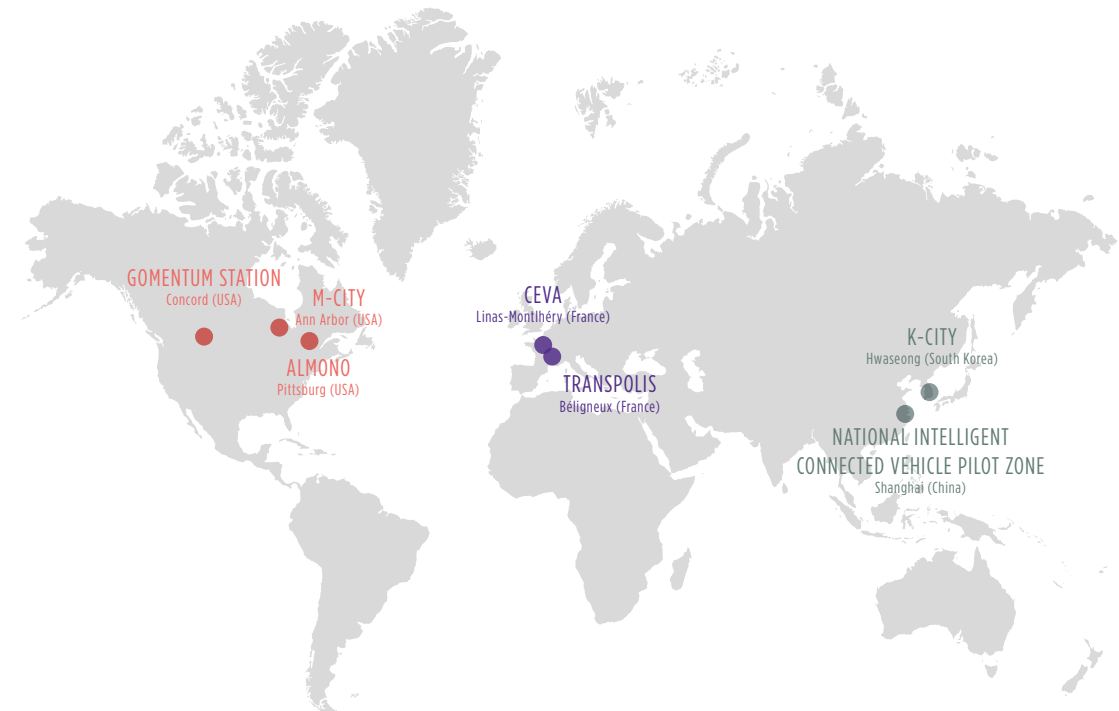 GOMENTUM STATION
Concord (USA)
M-CITY
Ann Arbor (USA)
ALMONO
Pittsburg (USA)
CEVA
Linas-Montlhéry (France)
TRANSPOLIS
Béligneux (France)
K-CITY
Hwaseong (South Korea)
NATIONAL INTELLIGENT
CONNECTED VEHICLE PILOT ZONE
Shanghai (China)